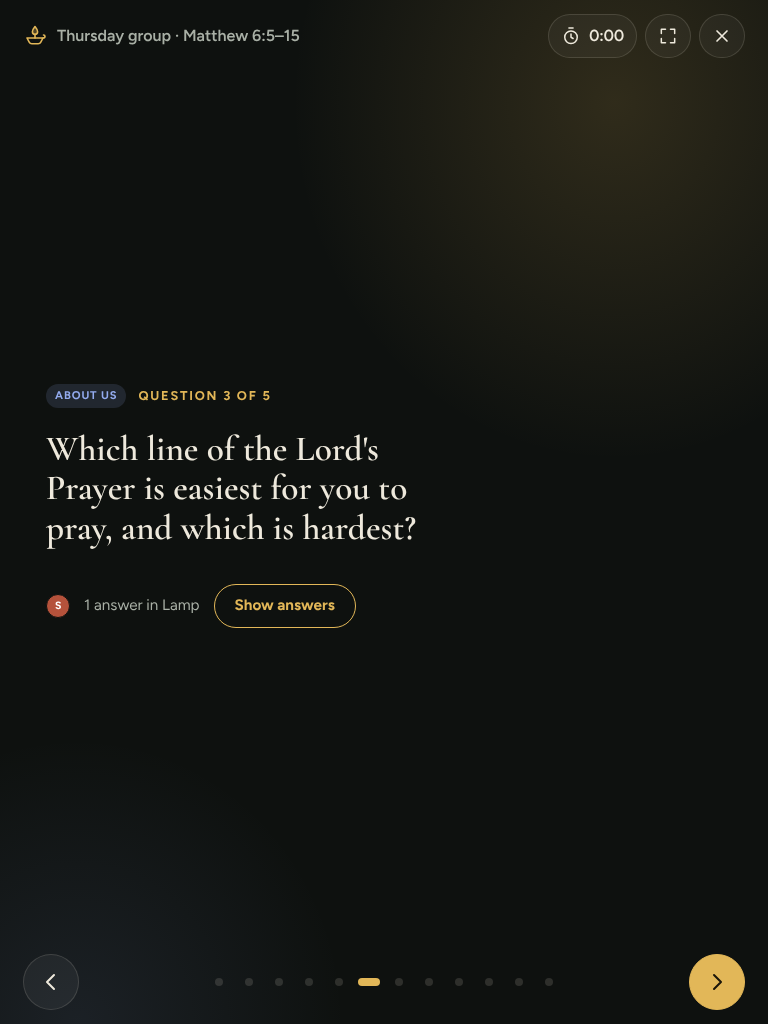 Thursday group · Matthew 6:5–15
0:00
ABOUT US
QUESTION 3 OF 5
Which line of the Lord's
Prayer is easiest for you to
pray, and which is hardest?
S
1 answer in Lamp
Show answers